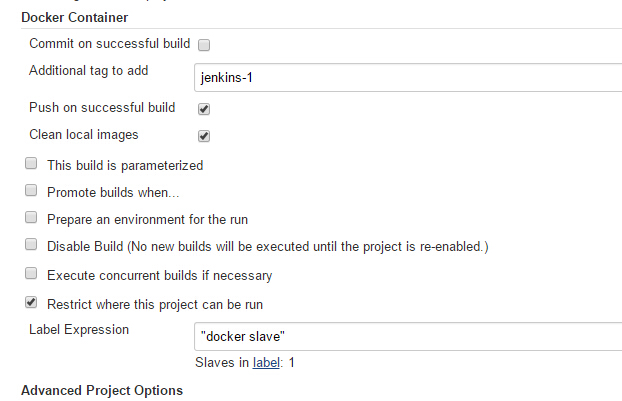 Docker Container
Commit on successful build
Additional tag to add jenkins-1
Push on successful build
Clean local images
This build is parameterized
Promote builds when...
Prepare an environment for the run
Disable Build (No new builds will be executed until the project is re-enabled.)
Execute concurrent builds if necessary
Restrict where this project can be run
Label Expression "docker slave"
Slaves in label: 1
Advanced Project Options